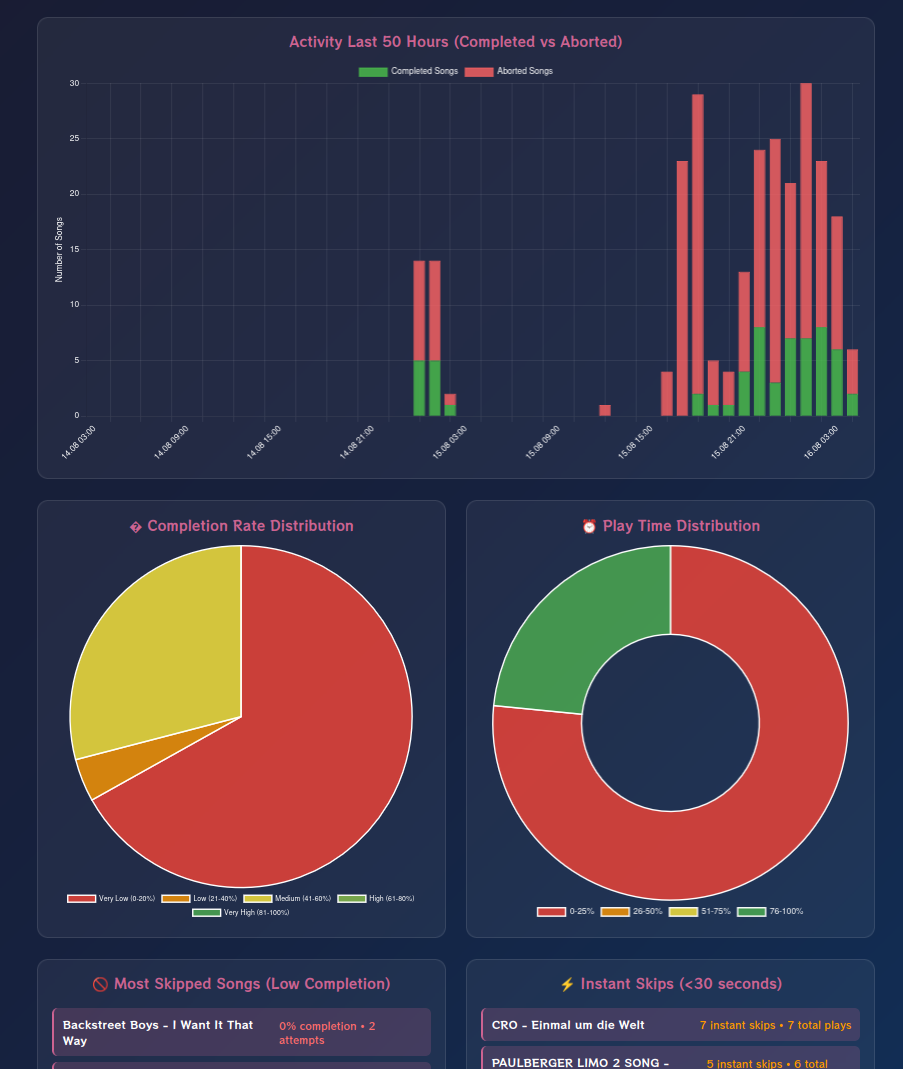 Activity Last 50 Hours (Completed vs Aborted)
Completed Songs Aborted Songs
30
25
20
15
10
5
0
Number of Songs
14.08 03:00 14.08 09:00 14.08 15:00 14.08 21:00 15.08 03:00 15.08 09:00 15.08 15:00 15.08 21:00 16.08 03:00
� Completion Rate Distribution
Very Low (0-20%) Low (21-40%) Medium (41-60%) High (61-80%)
Very High (81-100%)
⏰ Play Time Distribution
0-25% 26-50% 51-75% 76-100%
🚫 Most Skipped Songs (Low Completion)
Backstreet Boys - I Want It That
Way
0% completion • 2
attempts
⚡ Instant Skips (<30 seconds)
CRO - Einmal um die Welt 7 instant skips • 7 total plays
PAULBERGER LIMO 2 SONG - 5 instant skips • 6 total